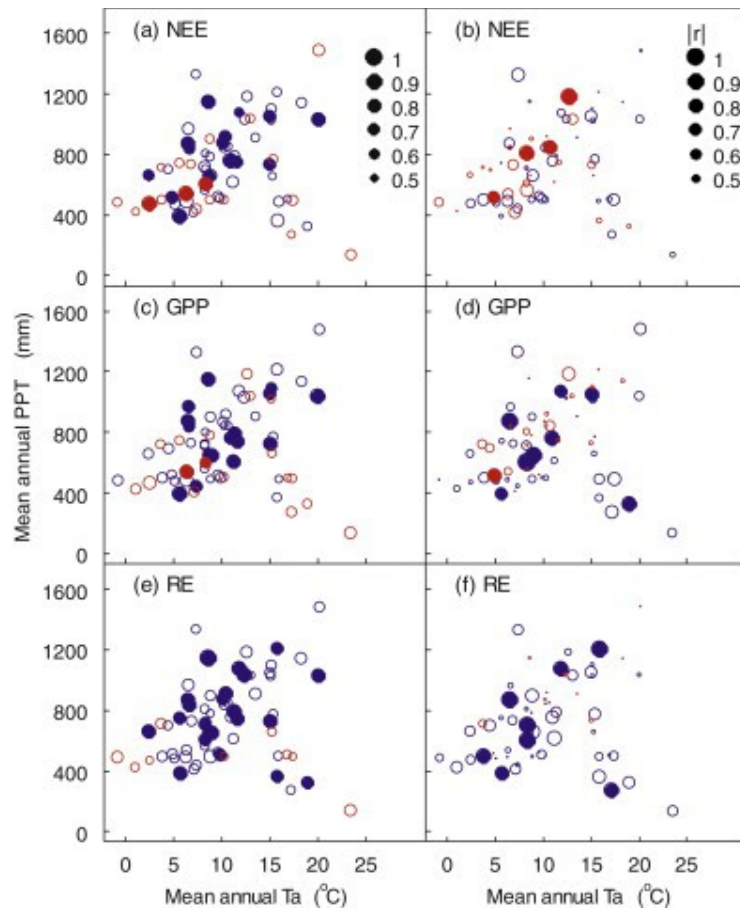 (a) NEE
1
0.9
0.8
0.7
0.6
0.5
(b) NEE
|r|
1
0.9
0.8
0.7
0.6
0.5
(c) GPP
(d) GPP
(e) RE
(f) RE
1600
1200
800
400
0
1600
1200
800
400
0
1600
1200
800
400
0
Mean annual PPT (mm)
0 5 10 15 20 25
0 5 10 15 20 25
Mean annual Ta (°C)
Mean annual Ta (°C)